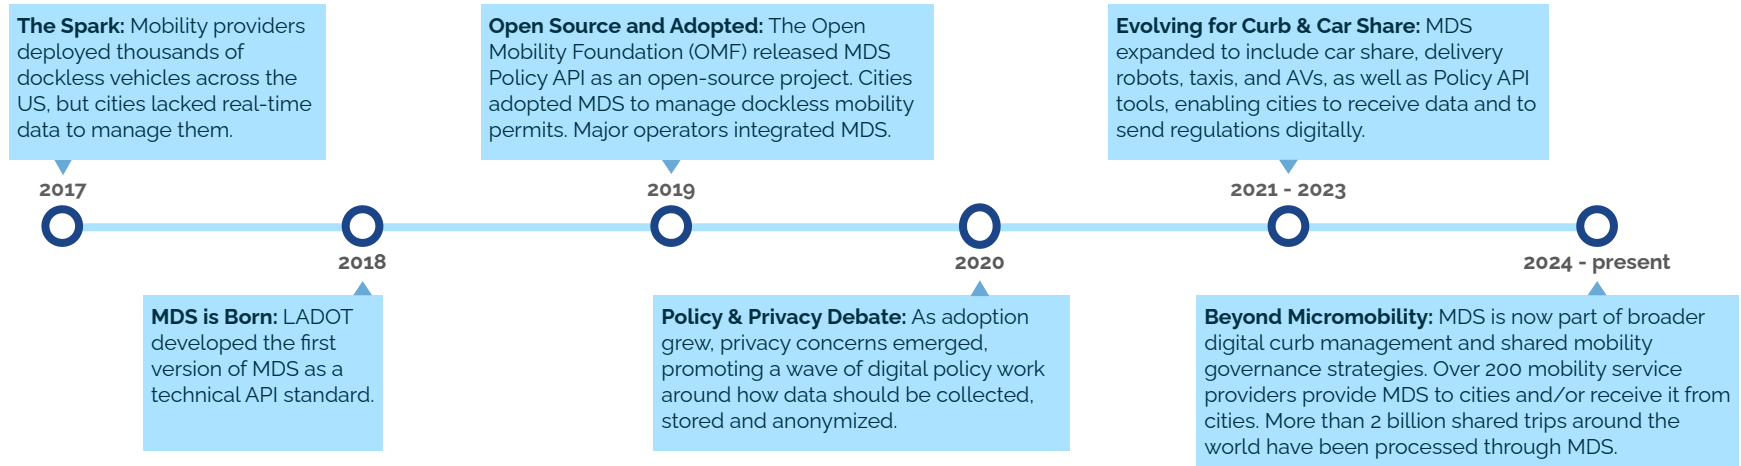 The Spark: Mobility providers
deployed thousands of
dockless vehicles across the
US, but cities lacked real-time
data to manage them.
Open Source and Adopted: The Open
Mobility Foundation (OMF) released MDS
Policy API as an open-source project. Cities
adopted MDS to manage dockless mobility
permits. Major operators integrated MDS.
Evolving for Curb & Car Share: MDS
expanded to include car share, delivery
robots, taxis, and AVs, as well as Policy API
tools, enabling cities to receive data and to
send regulations digitally.
2017
2019
2021 - 2023
2018
2020
2024 - present
MDS is Born: LADOT
developed the first
version of MDS as a
technical API standard.
Policy & Privacy Debate: As adoption
grew, privacy concerns emerged,
promoting a wave of digital policy work
around how data should be collected,
stored and anonymized.
Beyond Micromobility: MDS is now part of broader
digital curb management and shared mobility
governance strategies. Over 200 mobility service
providers provide MDS to cities and/or receive it from
cities. More than 2 billion shared trips around the
world have been processed through MDS.